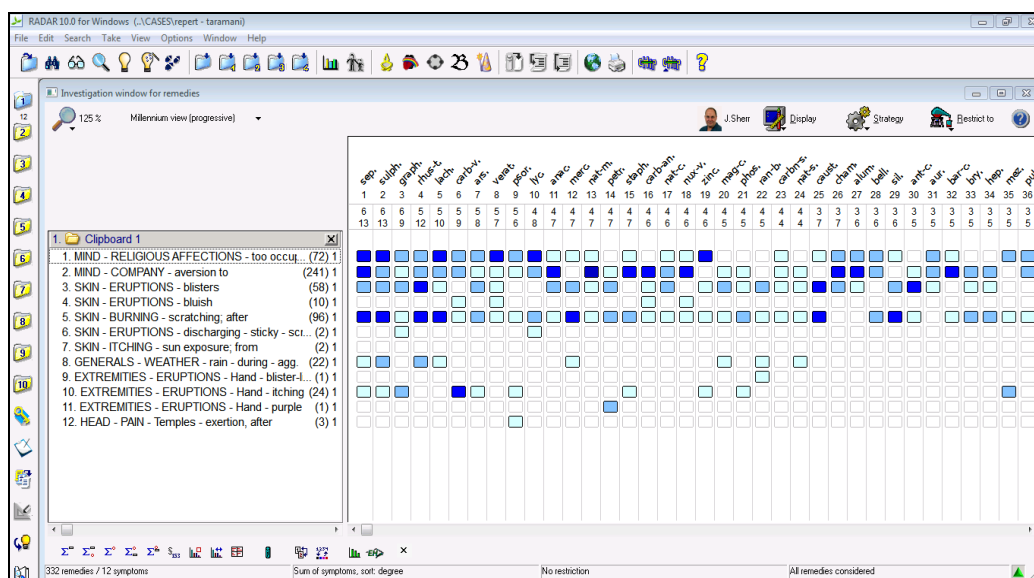 RADAR 10.0 for Windows (..\CASES\repert - taramani)
File Edit Search Take View Options Window Help
Investigation window for remedies
125 % Millennium view (progressive) J.Sherr Display Strategy Restrict to
sep. sulph. graph. rhus-t. lach. carb-v. ars. verat. psor. lyc. anac. merc. nat-m. petr. staph. carb-an. nat-c. nux-v. zinc. mag-c. phos. ran-b. carbn-s. nat-s. caust. cham. alum. bell. sil. ant-c. aur. bar-c. bry. hep. mez. pul
1 2 3 4 5 6 7 8 9 10 11 12 13 14 15 16 17 18 19 20 21 22 23 24 25 26 27 28 29 30 31 32 33 34 35 36
6 6 6 5 5 5 5 5 5 4 4 4 4 4 4 4 4 4 4 4 4 4 4 4 3 3 3 3 3 3 3 3 3 3 3 3
13 13 9 12 10 9 8 7 6 8 7 7 7 7 7 6 6 6 6 5 5 5 4 4 7 7 6 6 6 5 5 5 5 5 5 5
1. Clipboard 1
1. MIND - RELIGIOUS AFFECTIONS - too occup... (72) 1
2. MIND - COMPANY - aversion to (241) 1
3. SKIN - ERUPTIONS - blisters (58) 1
4. SKIN - ERUPTIONS - bluish (10) 1
5. SKIN - BURNING - scratching; after (96) 1
6. SKIN - ERUPTIONS - discharging - sticky - scr... (2) 1
7. SKIN - ITCHING - sun exposure; from (2) 1
8. GENERALS - WEATHER - rain - during - agg. (22) 1
9. EXTREMITIES - ERUPTIONS - Hand - blister-l... (1) 1
10. EXTREMITIES - ERUPTIONS - Hand - itching (24) 1
11. EXTREMITIES - ERUPTIONS - Hand - purple (1) 1
12. HEAD - PAIN - Temples - exertion, after (3) 1
1
12
2
3
4
5
6
7
8
9
10
332 remedies / 12 symptoms Sum of symptoms, sort: degree No restriction All remedies considered